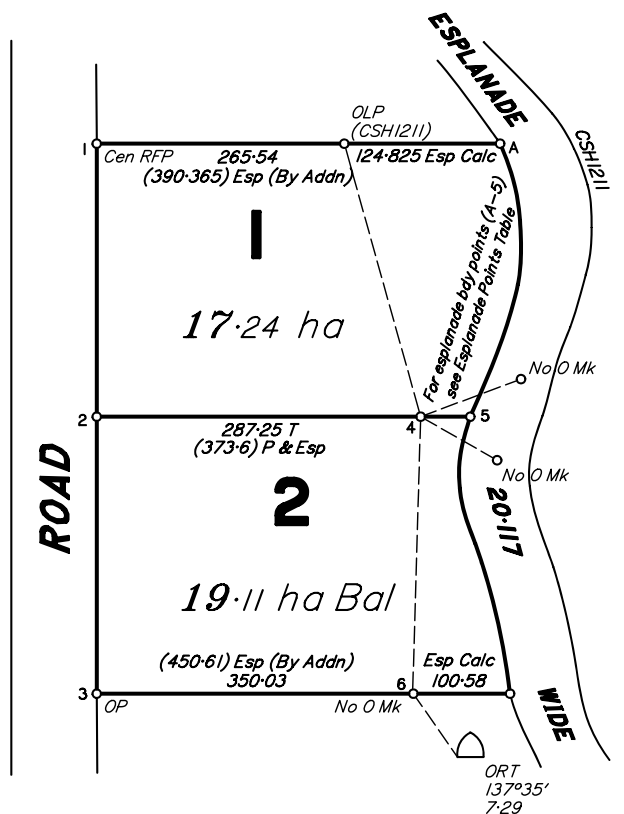 ESPLANADE
CSH1211
OLP
(CSH1211)
1
A
Cen RFP
265·54
124·825 Esp Calc
(390·365) Esp (By Addn)
1
17·24 ha
For esplanade bdy points (A-5)
see Esplanade Points Table
No O Mk
2
4
5
287·25 T
(373·6) P & Esp
No O Mk
ROAD
2
20·117
19·11 ha Bal
(450·61) Esp (By Addn)
350·03
Esp Calc
100·58
3
6
OP
No O Mk
WIDE
ORT
137°35'
7·29